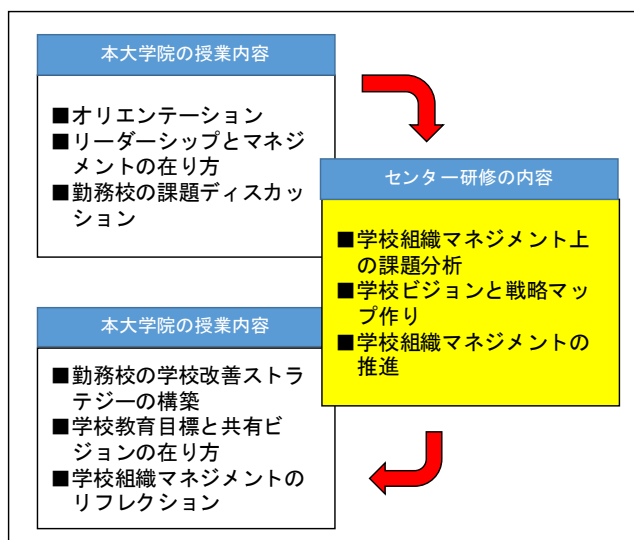 本大学院の授業内容
■オリエンテーション
■リーダーシップとマネジ
メントの在り方
■勤務校の課題ディスカッ
ション
センター研修の内容
■学校組織マネジメント上
の課題分析
■学校ビジョンと戦略マッ
プ作り
■学校組織マネジメントの
推進
本大学院の授業内容
■勤務校の学校改善ストラ
テジーの構築
■学校教育目標と共有ビ
ジョンの在り方
■学校組織マネジメントの
リフレクション